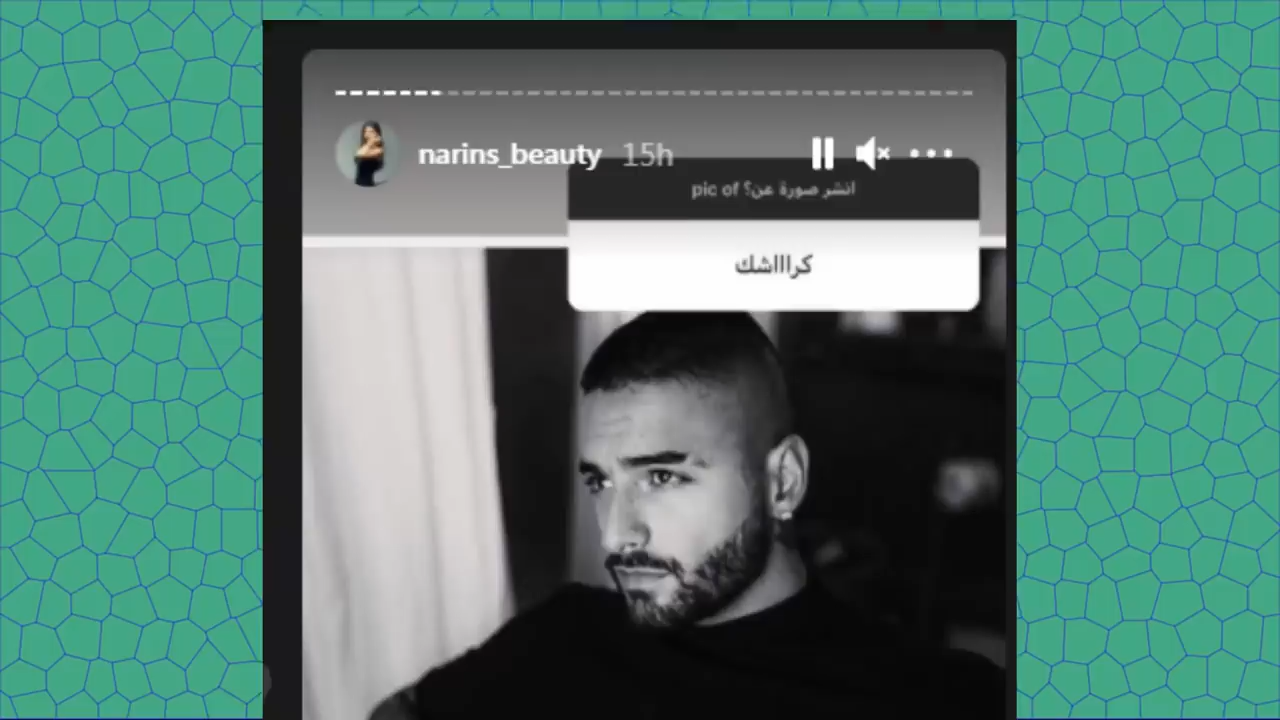 narins_beauty 15h
انشر صورة عن؟ pic of
كراااشك